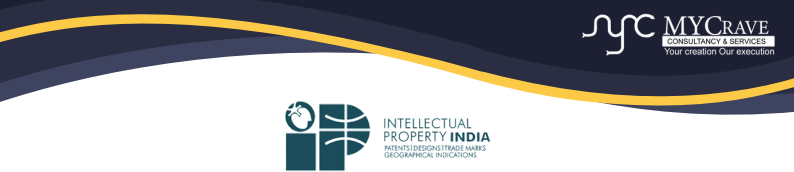 MYCRAVE
CONSULTANCY & SERVICES
Your creation Our execution
INTELLECTUAL
PROPERTY INDIA
PATENTS|DESIGNS|TRADE MARKS
GEOGRAPHICAL INDICATIONS